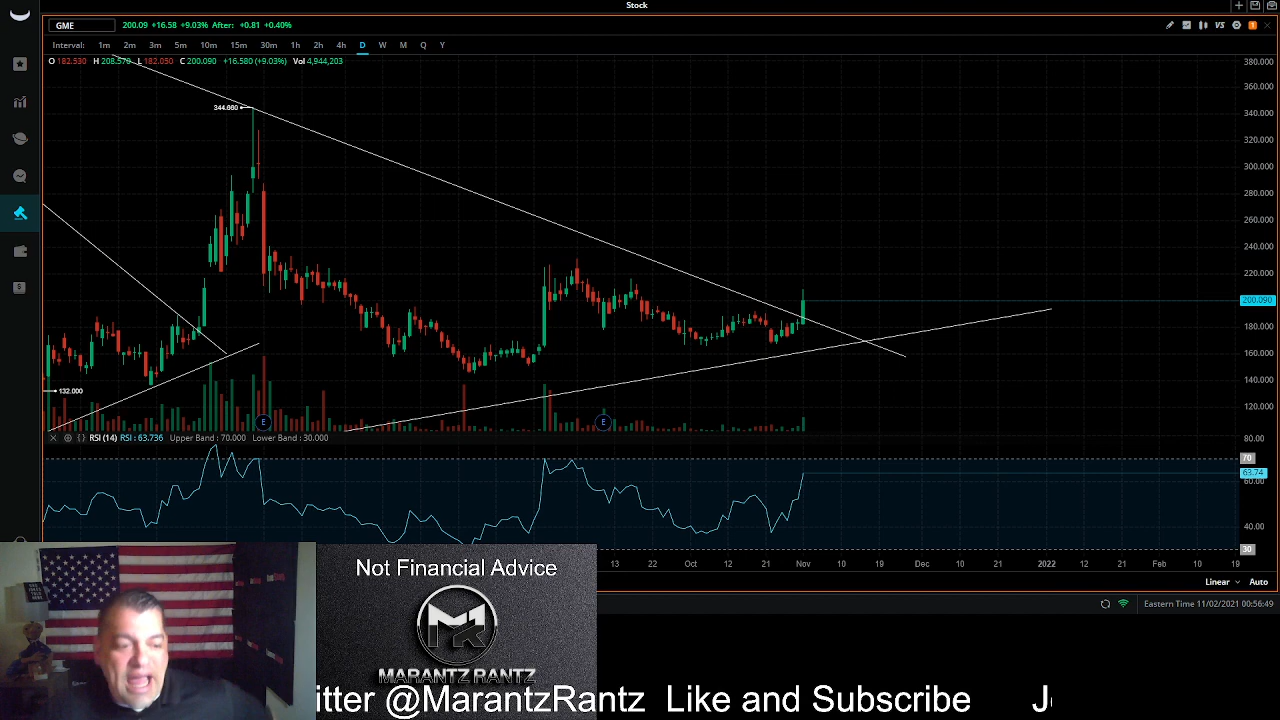 Stock
GME
200.09 +16.58 +9.03% After: +0.81 +0.40%
VS
1
Interval: 1m 2m 3m 5m 10m 15m 30m 1h 2h 4h D W M Q Y
O 182.530 H 208.570 L 182.050 C 200.090 +16.580 (+9.03%) Vol 4,944,203
380.000
360.000
344.660
340.000
320.000
300.000
280.000
260.000
240.000
220.000
200.090
180.000
160.000
132.000
140.000
120.000
E
E
RSI (14) RSI : 63.736 Upper Band : 70.000 Lower Band : 30.000
80.00
70
63.74
60.00
40.00
30
13 22 Oct 12 21 Nov 10 19 Dec 10 21 2022 12 21 Feb 10 19
Linear Auto
Eastern Time 11/02/2021 00:56:49
Not Financial Advice
MARANTZ RANTZ
itter @MarantzRantz Like and Subscribe